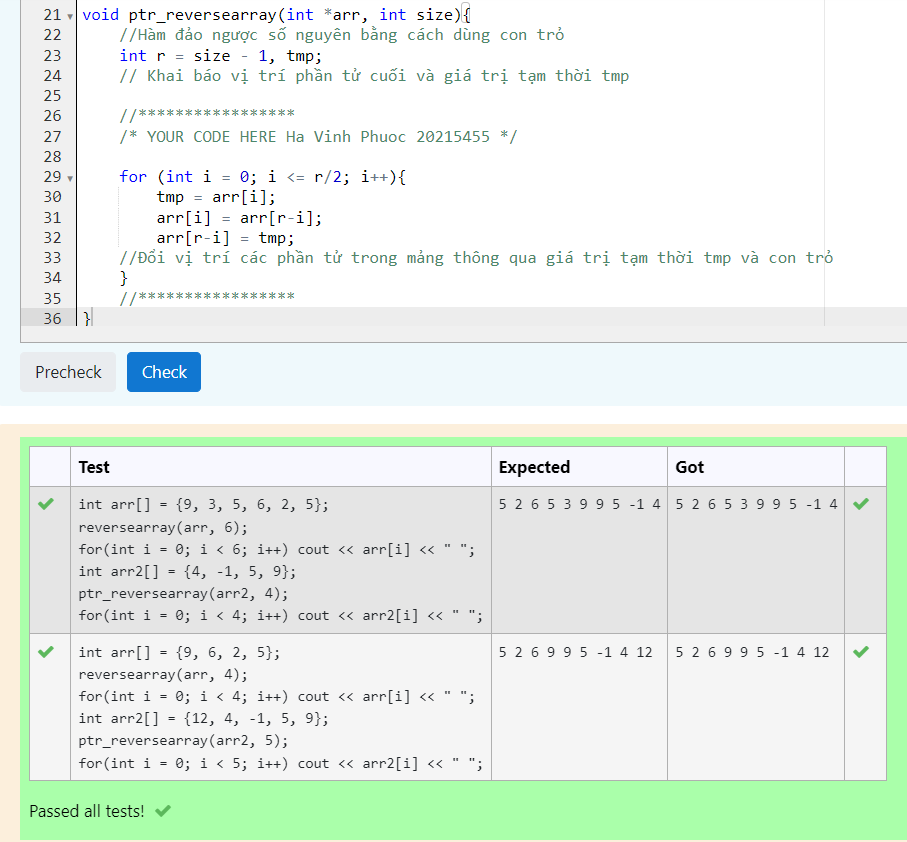 21 void ptr_reversearray(int *arr, int size){
22 //Hàm đảo ngược số nguyên bằng cách dùng con trỏ
23 int r = size - 1, tmp;
24 // Khai báo vị trí phần tử cuối và giá trị tạm thời tmp
25
26 //*****************
27 /* YOUR CODE HERE Ha Vinh Phuoc 20215455 */
28
29 for (int i = 0; i <= r/2; i++){
30 tmp = arr[i];
31 arr[i] = arr[r-i];
32 arr[r-i] = tmp;
33 //Đổi vị trí các phần tử trong mảng thông qua giá trị tạm thời tmp và con trỏ
34 }
35 //*****************
36 }
Precheck Check
Test Expected Got
int arr[] = {9, 3, 5, 6, 2, 5}; 5 2 6 5 3 9 9 5 -1 4 5 2 6 5 3 9 9 5 -1 4
reversearray(arr, 6);
for(int i = 0; i < 6; i++) cout << arr[i] << " ";
int arr2[] = {4, -1, 5, 9};
ptr_reversearray(arr2, 4);
for(int i = 0; i < 4; i++) cout << arr2[i] << " ";
int arr[] = {9, 6, 2, 5}; 5 2 6 9 9 5 -1 4 12 5 2 6 9 9 5 -1 4 12
reversearray(arr, 4);
for(int i = 0; i < 4; i++) cout << arr[i] << " ";
int arr2[] = {12, 4, -1, 5, 9};
ptr_reversearray(arr2, 5);
for(int i = 0; i < 5; i++) cout << arr2[i] << " ";
Passed all tests!